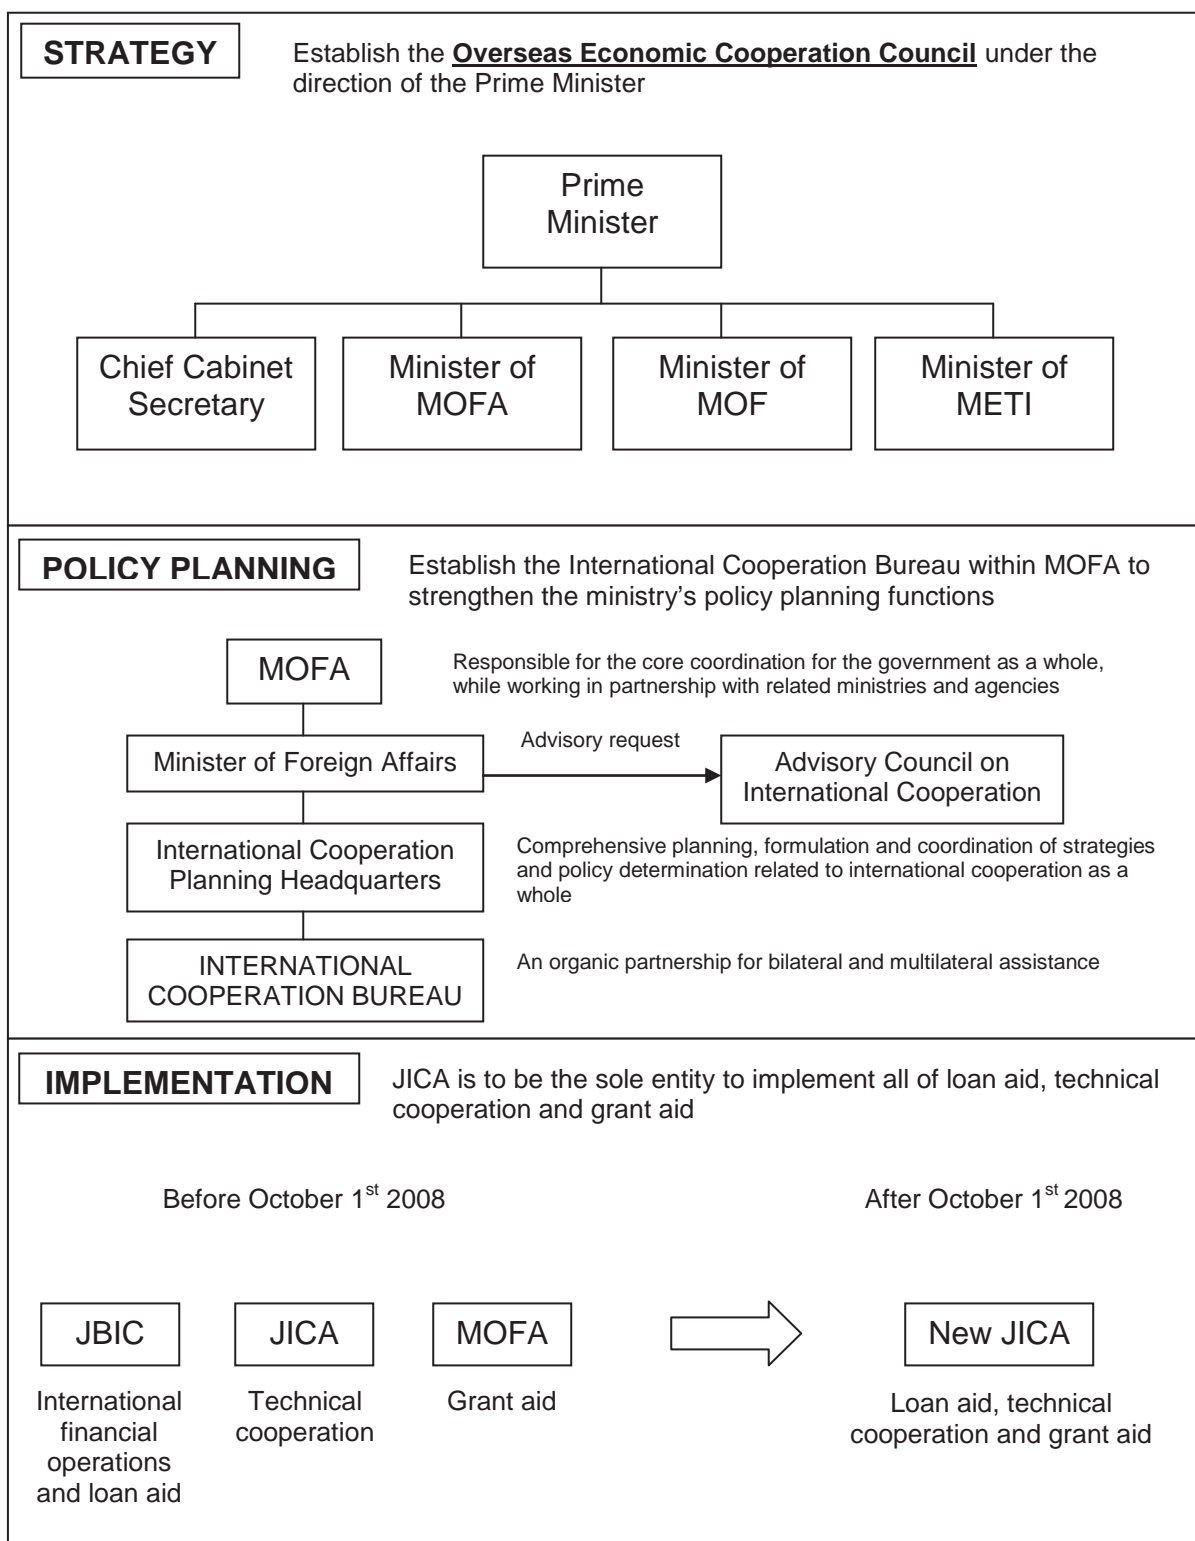 STRATEGY
Establish the Overseas Economic Cooperation Council under the
direction of the Prime Minister
Prime
Minister
Chief Cabinet
Secretary
Minister of
MOFA
Minister of
MOF
Minister of
METI
POLICY PLANNING
Establish the International Cooperation Bureau within MOFA to
strengthen the ministry’s policy planning functions
MOFA
Responsible for the core coordination for the government as a whole,
while working in partnership with related ministries and agencies
Minister of Foreign Affairs
Advisory request
Advisory Council on
International Cooperation
International Cooperation
Planning Headquarters
Comprehensive planning, formulation and coordination of strategies
and policy determination related to international cooperation as a
whole
INTERNATIONAL
COOPERATION BUREAU
An organic partnership for bilateral and multilateral assistance
IMPLEMENTATION
JICA is to be the sole entity to implement all of loan aid, technical
cooperation and grant aid
Before October 1st 2008
After October 1st 2008
JBIC
JICA
MOFA
New JICA
International
financial
operations
and loan aid
Technical
cooperation
Grant aid
Loan aid, technical
cooperation and grant aid